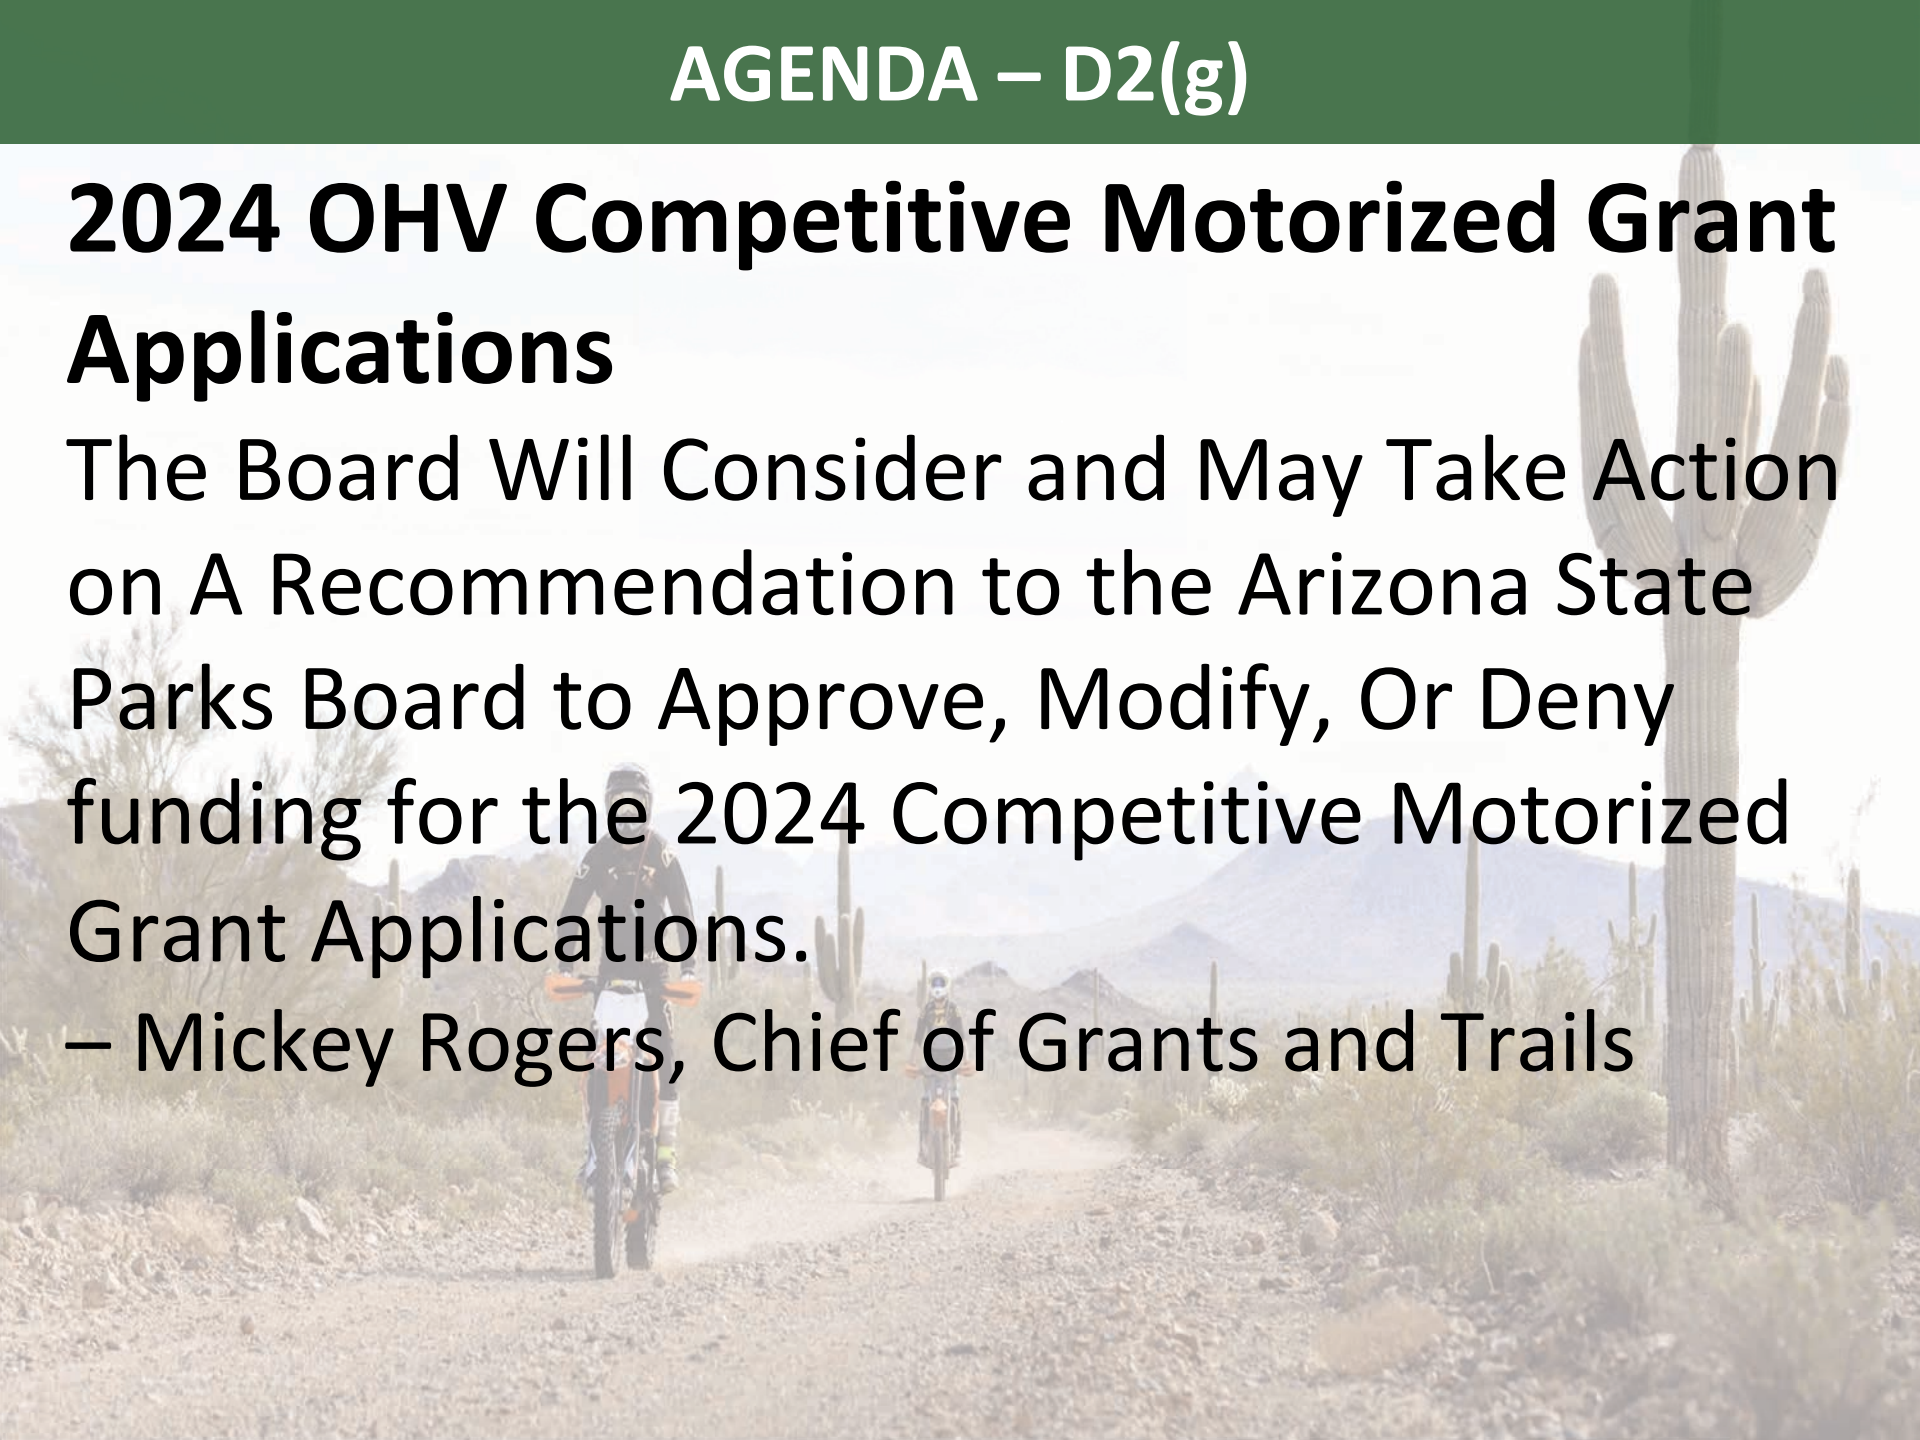 AGENDA – D2(g)
2024 OHV Competitive Motorized Grant
Applications
The Board Will Consider and May Take Action
on A Recommendation to the Arizona State
Parks Board to Approve, Modify, Or Deny
funding for the 2024 Competitive Motorized
Grant Applications.
– Mickey Rogers, Chief of Grants and Trails